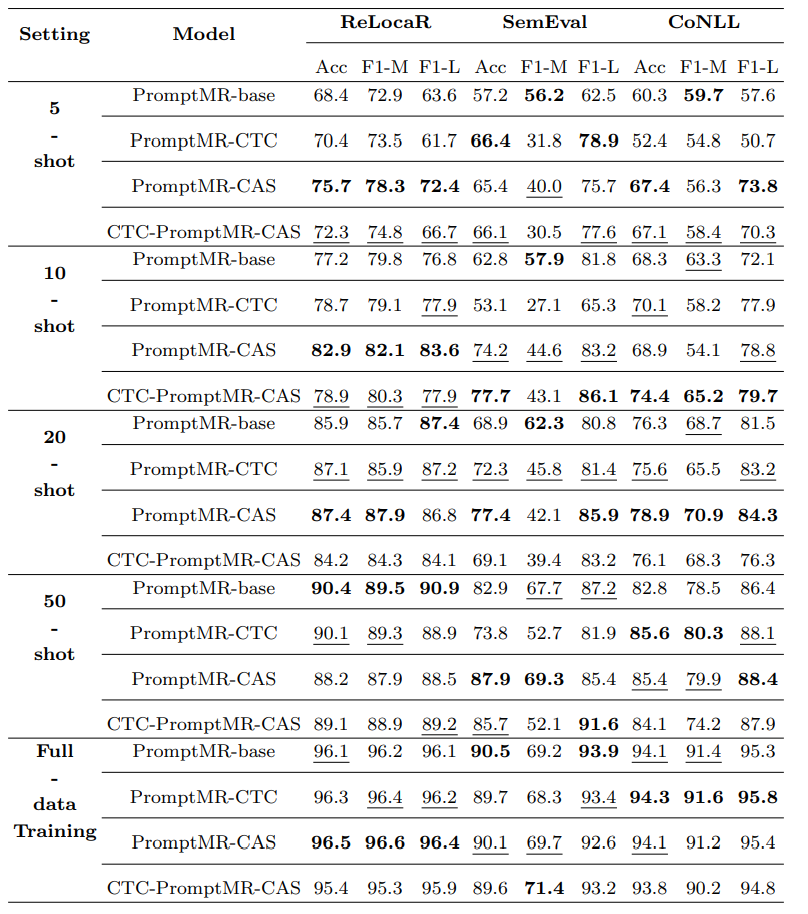 Setting Model ReLocaR SemEval CoNLL
Acc F1-M F1-L Acc F1-M F1-L Acc F1-M F1-L
5
-
shot
PromptMR-base 68.4 72.9 63.6 57.2 56.2 62.5 60.3 59.7 57.6
PromptMR-CTC 70.4 73.5 61.7 66.4 31.8 78.9 52.4 54.8 50.7
PromptMR-CAS 75.7 78.3 72.4 65.4 40.0 75.7 67.4 56.3 73.8
CTC-PromptMR-CAS 72.3 74.8 66.7 66.1 30.5 77.6 67.1 58.4 70.3
10
-
shot
PromptMR-base 77.2 79.8 76.8 62.8 57.9 81.8 68.3 63.3 72.1
PromptMR-CTC 78.7 79.1 77.9 53.1 27.1 65.3 70.1 58.2 77.9
PromptMR-CAS 82.9 82.1 83.6 74.2 44.6 83.2 68.9 54.1 78.8
CTC-PromptMR-CAS 78.9 80.3 77.9 77.7 43.1 86.1 74.4 65.2 79.7
20
-
shot
PromptMR-base 85.9 85.7 87.4 68.9 62.3 80.8 76.3 68.7 81.5
PromptMR-CTC 87.1 85.9 87.2 72.3 45.8 81.4 75.6 65.5 83.2
PromptMR-CAS 87.4 87.9 86.8 77.4 42.1 85.9 78.9 70.9 84.3
CTC-PromptMR-CAS 84.2 84.3 84.1 69.1 39.4 83.2 76.1 68.3 76.3
50
-
shot
PromptMR-base 90.4 89.5 90.9 82.9 67.7 87.2 82.8 78.5 86.4
PromptMR-CTC 90.1 89.3 88.9 73.8 52.7 81.9 85.6 80.3 88.1
PromptMR-CAS 88.2 87.9 88.5 87.9 69.3 85.4 85.4 79.9 88.4
CTC-PromptMR-CAS 89.1 88.9 89.2 85.7 52.1 91.6 84.1 74.2 87.9
Full
-
data
Training
PromptMR-base 96.1 96.2 96.1 90.5 69.2 93.9 94.1 91.4 95.3
PromptMR-CTC 96.3 96.4 96.2 89.7 68.3 93.4 94.3 91.6 95.8
PromptMR-CAS 96.5 96.6 96.4 90.1 69.7 92.6 94.1 91.2 95.4
CTC-PromptMR-CAS 95.4 95.3 95.9 89.6 71.4 93.2 93.8 90.2 94.8